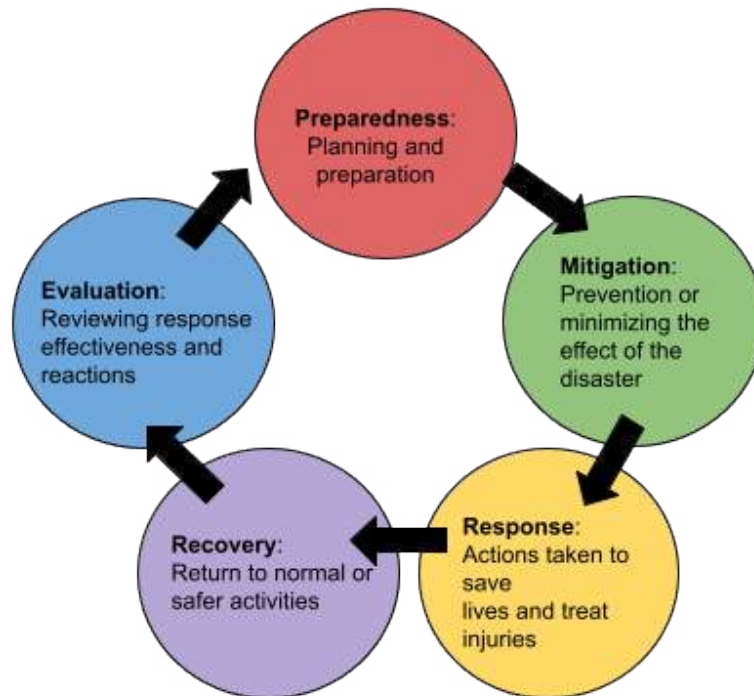 Preparedness:
Planning and
preparation
Mitigation:
Prevention or
minimizing the
effect of the
disaster
Response:
Actions taken to
save
lives and treat
injuries
Recovery:
Return to normal or
safer activities
Evaluation:
Reviewing response
effectiveness and
reactions